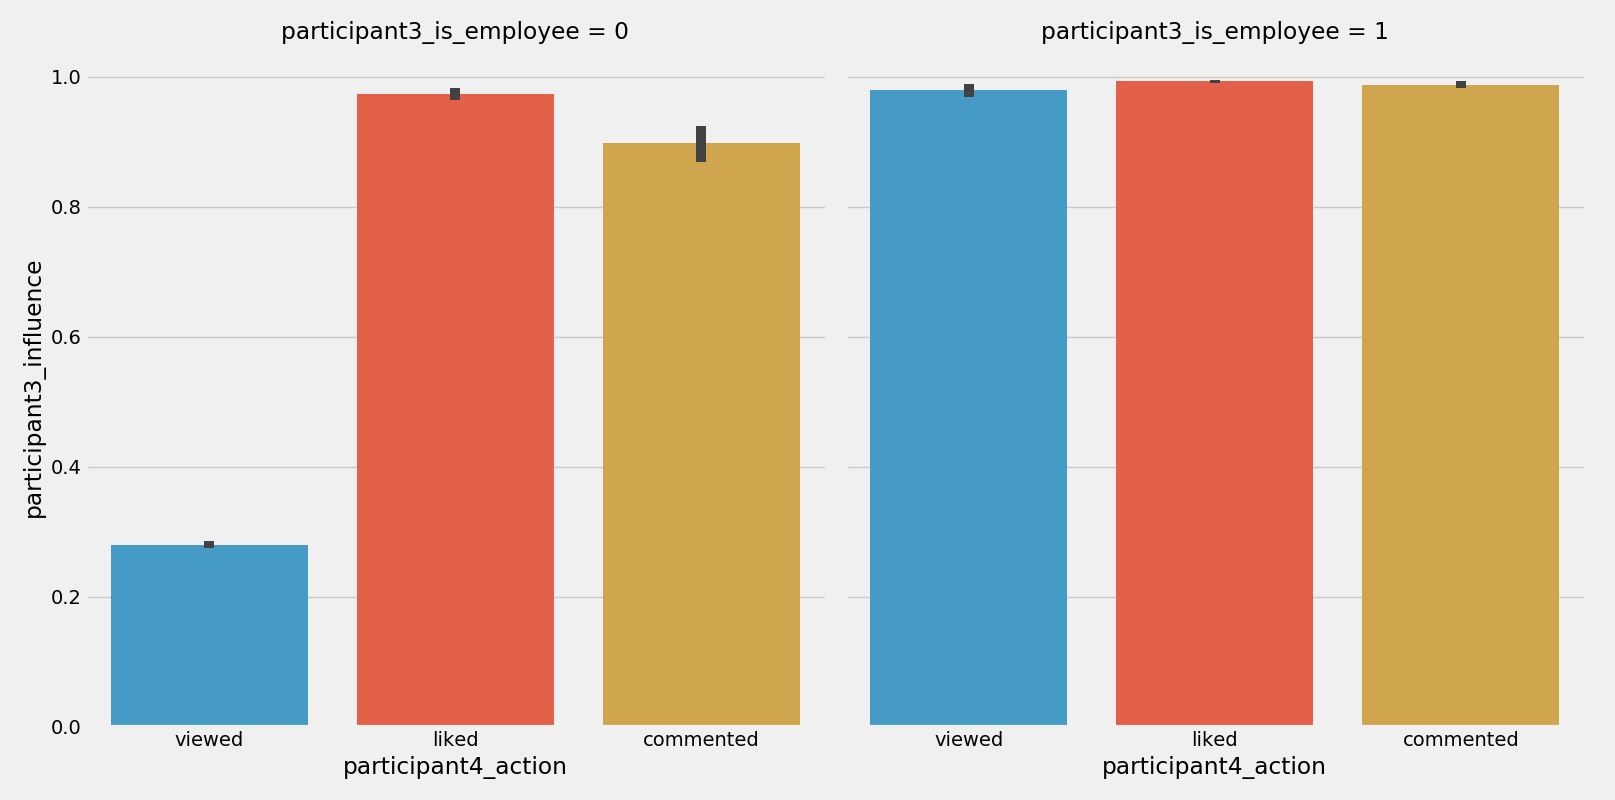 participant3_is_employee = 0
participant3_is_employee = 1
participant3_influence
1.0
0.8
0.6
0.4
0.2
0.0
viewed liked commented
viewed liked commented
participant4_action
participant4_action